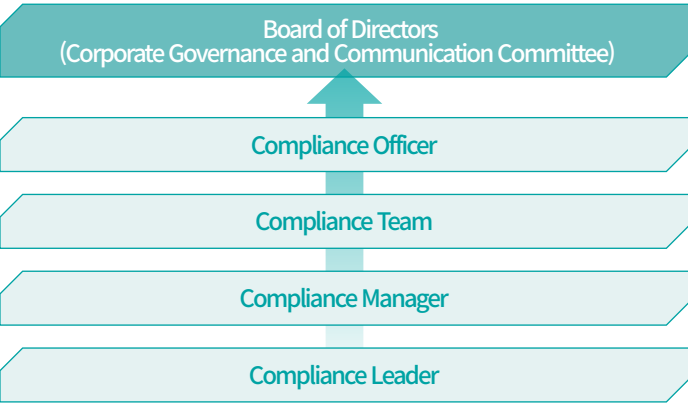 Board of Directors
(Corporate Governance and Communication Committee)
Compliance Officer
Compliance Team
Compliance Manager
Compliance Leader